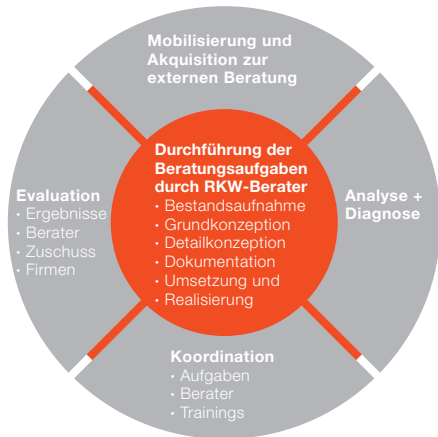 Mobilisierung und
Akquisition zur
externen Beratung
Durchführung der
Beratungsaufgaben
durch RKW-Berater
· Bestandsaufnahme
· Grundkonzeption
· Detailkonzeption
· Dokumentation
· Umsetzung und
· Realisierung
Evaluation
· Ergebnisse
· Berater
· Zuschuss
· Firmen
Analyse +
Diagnose
Koordination
· Aufgaben
· Berater
· Trainings